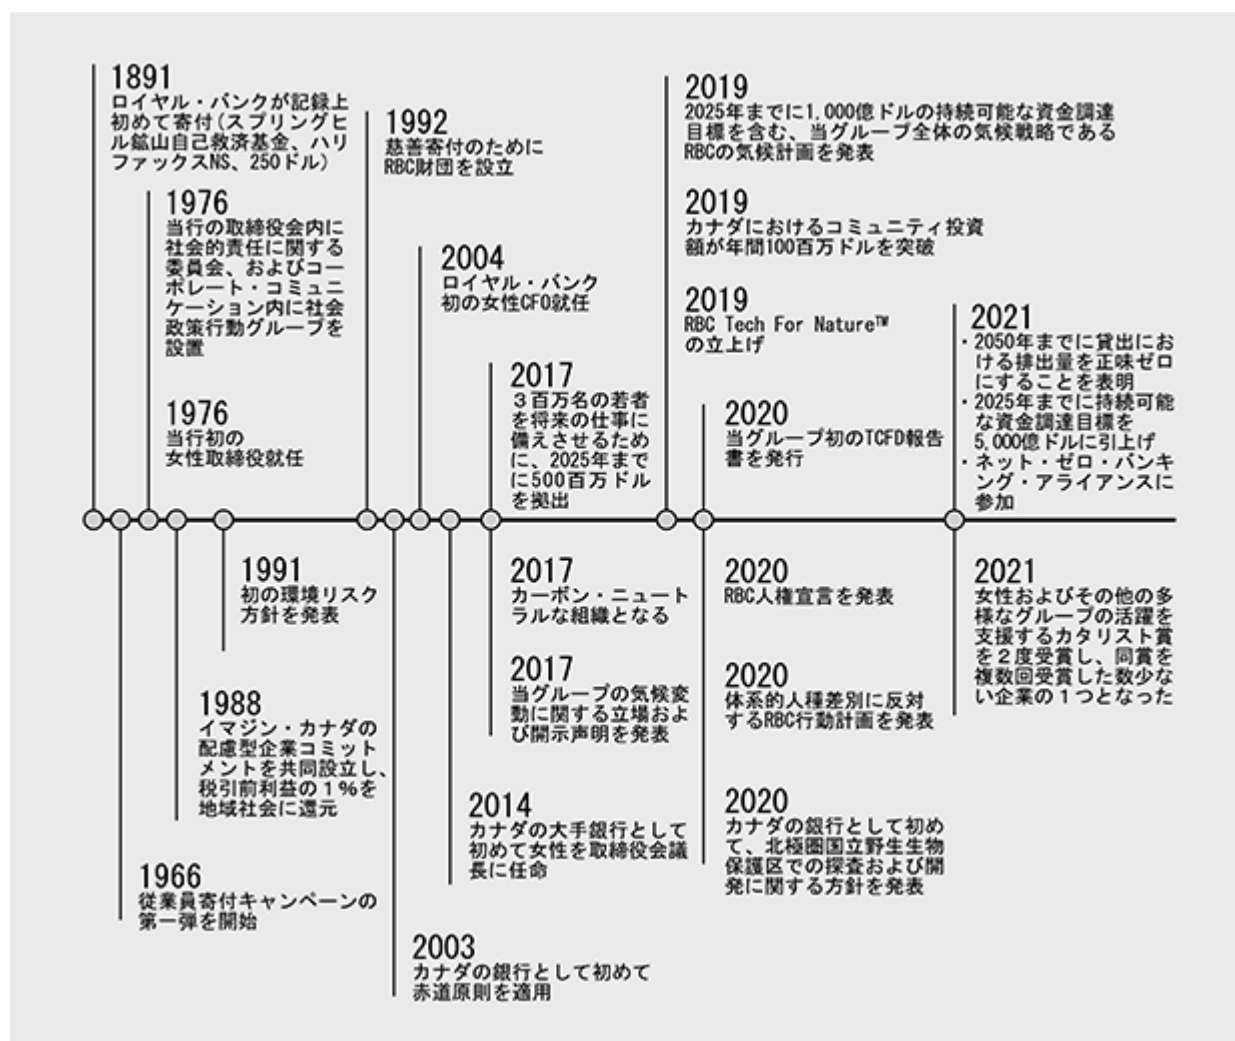 1891
ロイヤル・バンクが記録上
初めて寄付(スプリングヒ
ル鉱山自己救済基金、ハリ
ファックスNS、250ドル)
1976
当行の取締役会内に
社会的責任に関する
委員会、およびコー
ポレート・コミュニ
ケーション内に社会
政策行動グループを
設置
1976
当行初の
女性取締役就任
1992
慈善寄付のために
RBC財団を設立
2004
ロイヤル・バンク
初の女性CFO就任
2017
３百万名の若者
を将来の仕事に
備えさせるため
に、2025年まで
に500百万ドル
を拠出
2019
2025年までに1,000億ドルの持続可能な資金調達
目標を含む、当グループ全体の気候戦略である
RBCの気候計画を発表
2019
カナダにおけるコミュニティ投資
額が年間100百万ドルを突破
2019
RBC Tech For Nature™
の立上げ
2020
当グループ初のTCFD報告
書を発行
2021
・2050年までに貸出にお
ける排出量を正味ゼロ
にすることを表明
・2025年までに持続可能
な資金調達目標を
5,000億ドルに引上げ
・ネット・ゼロ・バンキ
ング・アライアンスに
参加
1991
初の環境リスク
方針を発表
1988
イマジン・カナダの
配慮型企業コミット
メントを共同設立し、
税引前利益の１％を
地域社会に還元
1966
従業員寄付キャンペーンの
第一弾を開始
2017
カーボン・ニュート
ラルな組織となる
2017
当グループの気候変
動に関する立場およ
び開示声明を発表
2014
カナダの大手銀行として
初めて女性を取締役会議
長に任命
2003
カナダの銀行として初めて
赤道原則を適用
2020
RBC人権宣言を発表
2020
体系的人種差別に反対
するRBC行動計画を発表
2020
カナダの銀行として初め
て、北極圏国立野生生物
保護区での探査および開
発に関する方針を発表
2021
女性およびその他の多
様なグループの活躍を
支援するカタリスト賞
を２度受賞し、同賞を
複数回受賞した数少な
い企業の１つとなった